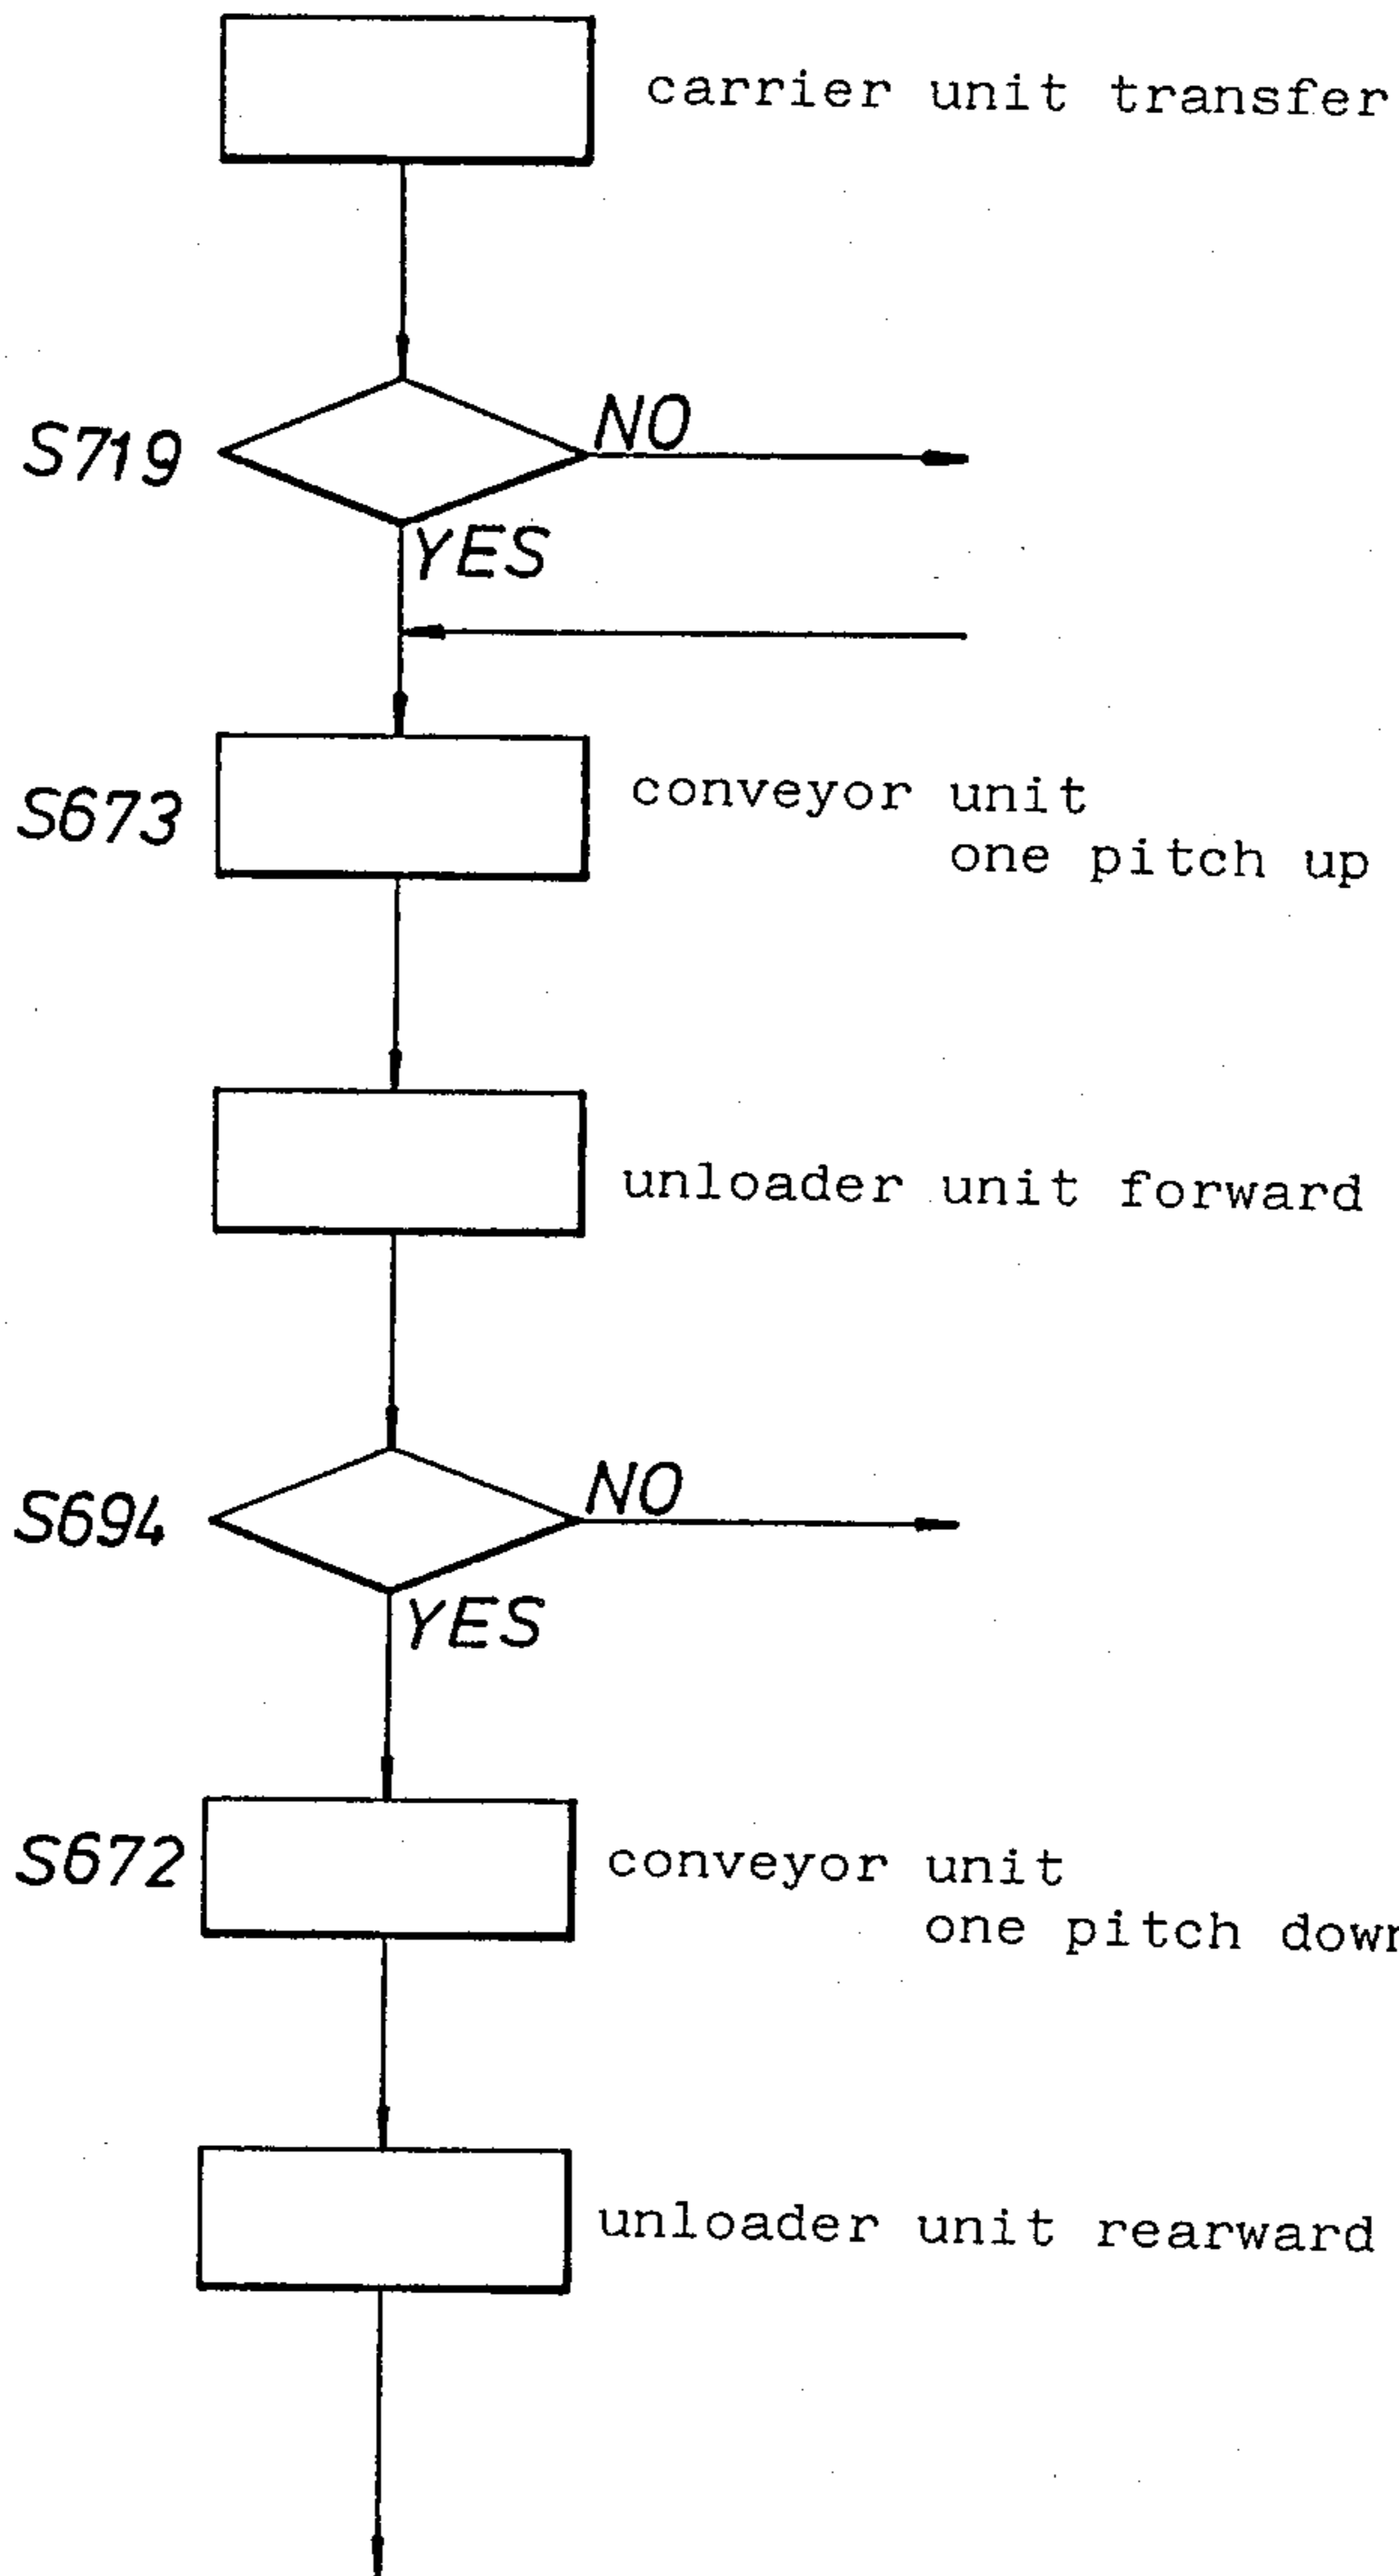 carrier unit transfer
S719
NO
YES
S673
conveyor unit
one pitch up
unloader unit forward
S694
NO
YES
S672
conveyor unit
one pitch down
unloader unit rearward